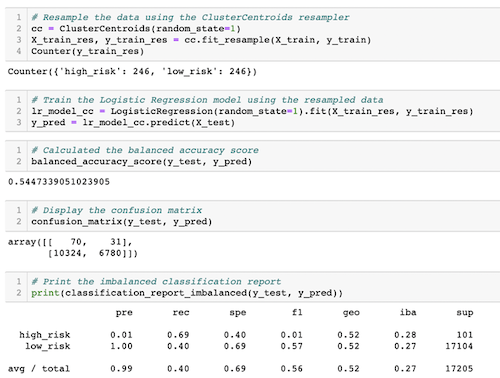 1 # Resample the data using the ClusterCentroids resampler
2 cc = ClusterCentroids(random_state=1)
3 X_train_res, y_train_res = cc.fit_resample(X_train, y_train)
4 Counter(y_train_res)
Counter({'high_risk': 246, 'low_risk': 246})
1 # Train the Logistic Regression model using the resampled data
2 lr_model_cc = LogisticRegression(random_state=1).fit(X_train_res, y_train_res)
3 y_pred = lr_model_cc.predict(X_test)
1 # Calculated the balanced accuracy score
2 balanced_accuracy_score(y_test, y_pred)
0.5447339051023905
1 # Display the confusion matrix
2 confusion_matrix(y_test, y_pred)
array([[ 70, 31],
[10324, 6780]])
1 # Print the imbalanced classification report
2 print(classification_report_imbalanced(y_test, y_pred))
pre rec spe f1 geo iba sup
high_risk 0.01 0.69 0.40 0.01 0.52 0.28 101
low_risk 1.00 0.40 0.69 0.57 0.52 0.27 17104
avg / total 0.99 0.40 0.69 0.56 0.52 0.27 17205